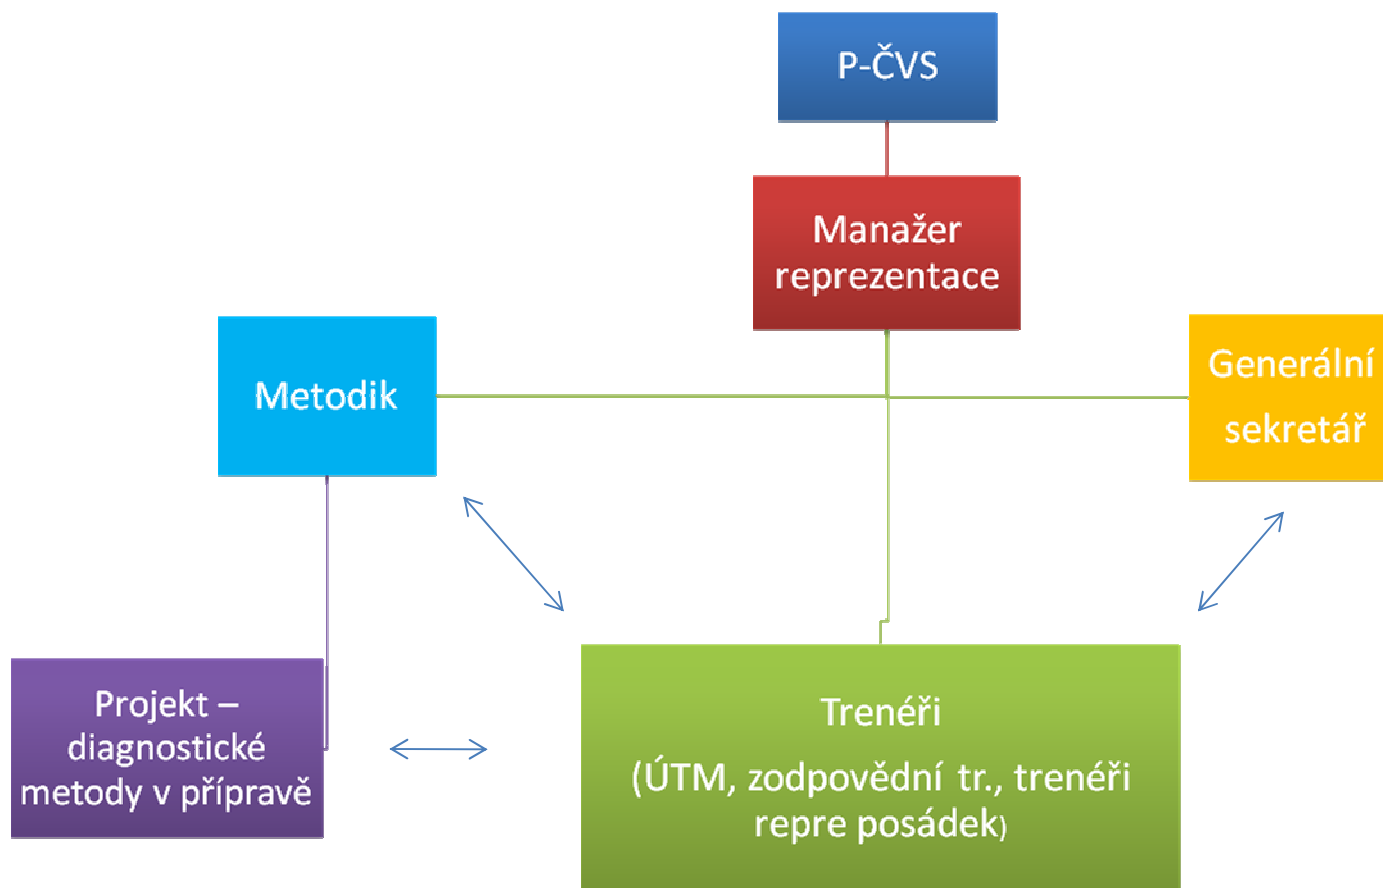 P-ČVS
Manažer
reprezentace
Metodik
Generální
sekretář
Projekt –
diagnostické
metody v přípravě
Trenéři
(ÚTM, zodpovědní tr., trenéři
repre posádek)